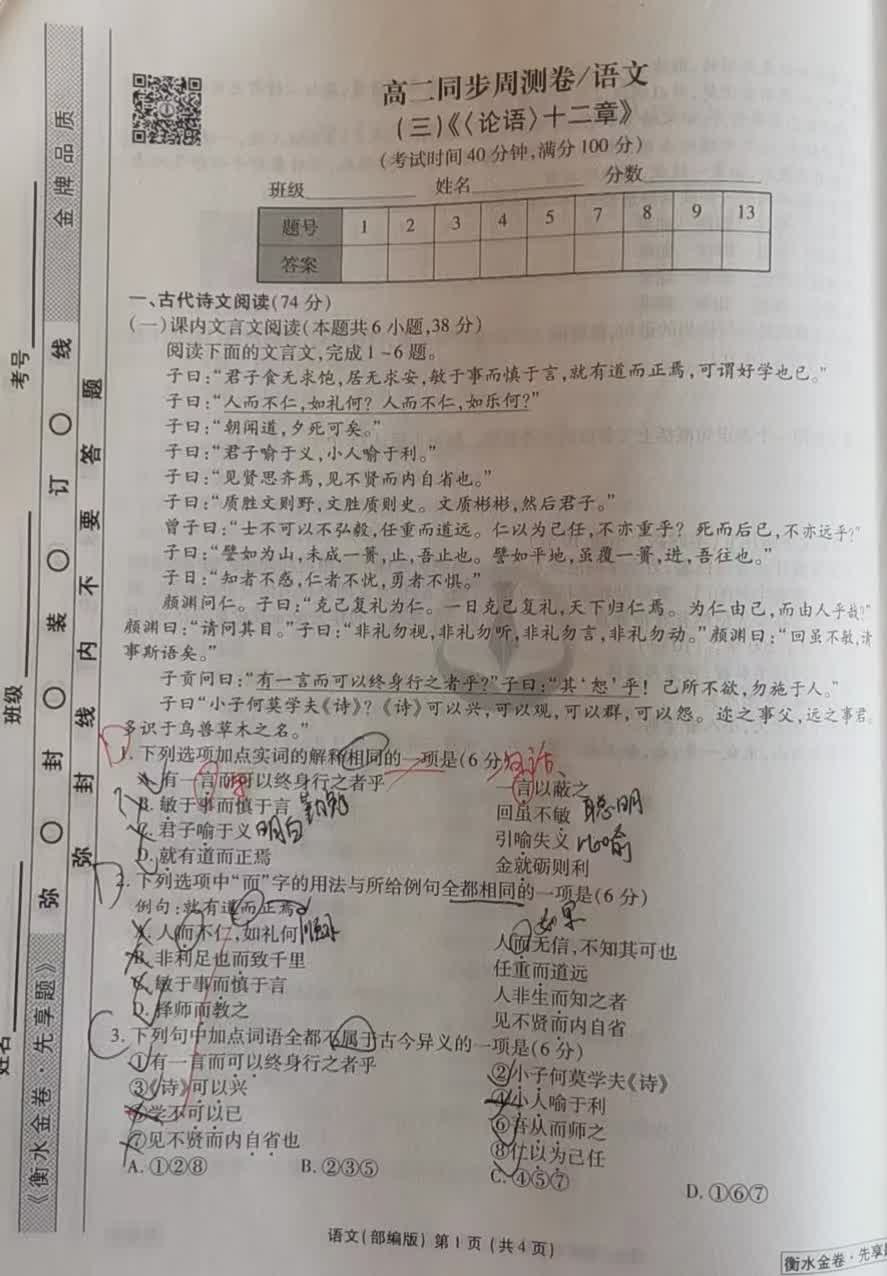 高二同步周测卷/语文
(三)《〈论语〉十二章》
(考试时间40分钟,满分100分)
班级 姓名 分数
题号 1 2 3 4 5 7 8 9 13
答案
一、古代诗文阅读(74分)
(一)课内文言文阅读(本题共6小题,38分)
阅读下面的文言文,完成1~6题。
子曰:“君子食无求饱,居无求安,敏于事而慎于言,就有道而正焉,可谓好学也已。”
子曰:“人而不仁,如礼何?人而不仁,如乐何?”
子曰:“朝闻道,夕死可矣。”
子曰:“君子喻于义,小人喻于利。”
子曰:“见贤思齐焉,见不贤而内自省也。”
子曰:“质胜文则野,文胜质则史。文质彬彬,然后君子。”
曾子曰:“士不可以不弘毅,任重而道远。仁以为己任,不亦重乎?死而后已,不亦远乎?”
子曰:“譬如为山,未成一篑,止,吾止也。譬如平地,虽覆一篑,进,吾往也。”
子曰:“知者不惑,仁者不忧,勇者不惧。”
颜渊问仁。子曰:“克己复礼为仁。一日克己复礼,天下归仁焉。为仁由己,而由人乎哉?”
颜渊曰:“请问其目。”子曰:“非礼勿视,非礼勿听,非礼勿言,非礼勿动。”颜渊曰:“回虽不敏,请
事斯语矣。”
子贡问曰:“有一言而可以终身行之者乎?”子曰:“其‘恕’乎!己所不欲,勿施于人。”
子曰“小子何莫学夫《诗》?《诗》可以兴,可以观,可以群,可以怨。迩之事父,远之事君。
多识于鸟兽草木之名。”
1. 下列选项加点实词的解释相同的一项是(6分)
A. 有一言而可以终身行之者乎 字 一言以蔽之 句话
B. 敏于事而慎于言 勤勉 回虽不敏 聪明
C. 君子喻于义 明白 引喻失义 比喻
D. 就有道而正焉 金就砺则利
2. 下列选项中“而”字的用法与所给例句全都相同的一项是(6分)
例句:就有道而正焉
A. 人而不仁,如礼何 人而无信,不知其可也 如果
B. 非利足也而致千里 任重而道远
C. 敏于事而慎于言 人非生而知之者
D. 择师而教之 见不贤而内自省
3. 下列句中加点词语全都不属于古今异义的一项是(6分)
①有一言而可以终身行之者乎 ②小子何莫学夫《诗》
③《诗》可以兴 ④小人喻于利
⑤学不可以已 ⑥吾从而师之
⑦见不贤而内自省也 ⑧仁以为己任
A. ①②⑧ B. ②③⑤ C. ④⑤⑦ D. ①⑥⑦
语文(部编版) 第1页(共4页)
衡水金卷·先享题
金牌品质
考号
班级
姓名
弥 封 装 订 线
弥封线内不要答题
《衡水金卷·先享题》